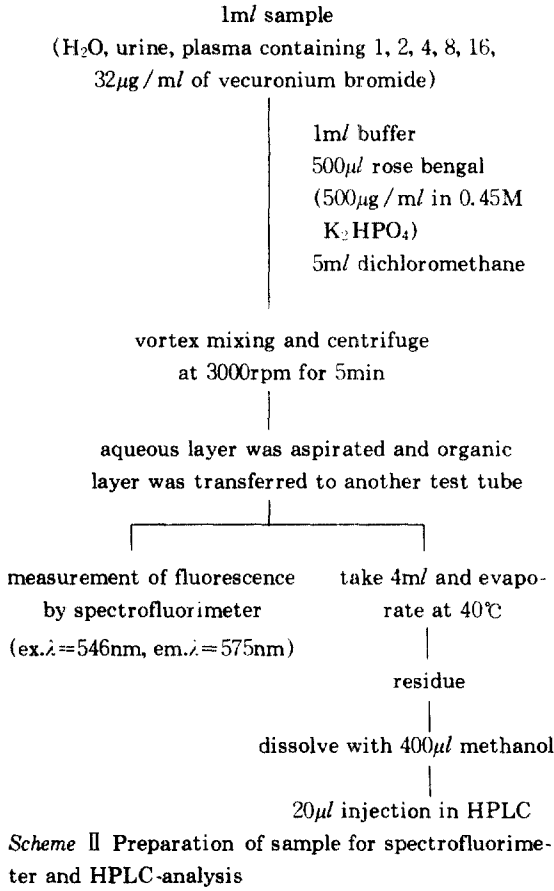 1ml sample
(H₂O, urine, plasma containing 1, 2, 4, 8, 16,
32μg/ml of vecuronium bromide)
1ml buffer
500μl rose bengal
(500μg/ml in 0.45M
K₂HPO₄)
5ml dichloromethane
vortex mixing and centrifuge
at 3000rpm for 5min
aqueous layer was aspirated and organic
layer was transferred to another test tube
measurement of fluorescence
by spectrofluorimeter
(ex.λ=546nm, em.λ=575nm)
take 4ml and evapo-
rate at 40℃
residue
dissolve with 400μl methanol
20μl injection in HPLC
Scheme Ⅱ Preparation of sample for spectrofluorime-
ter and HPLC-analysis